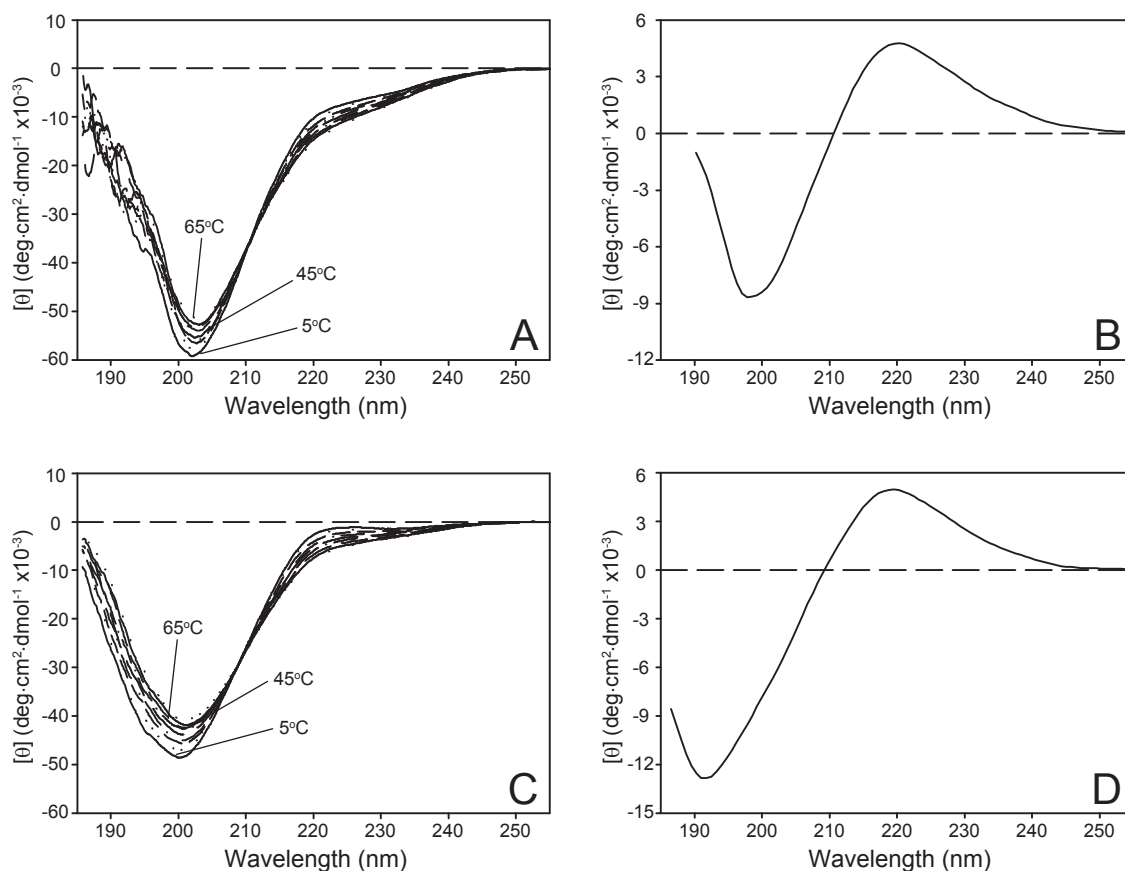 10
0
-10
-20
-30
-40
-50
-60
190 200 210 220 230 240 250
Wavelength (nm)
[θ] (deg·cm²·dmol⁻¹ x10⁻³)
65°C
45°C
5°C
A
6
3
0
-3
-6
-9
-12
190 200 210 220 230 240 250
Wavelength (nm)
[θ] (deg·cm²·dmol⁻¹ x10⁻³)
B
10
0
-10
-20
-30
-40
-50
-60
190 200 210 220 230 240 250
Wavelength (nm)
[θ] (deg·cm²·dmol⁻¹ x10⁻³)
65°C
45°C
5°C
C
6
3
0
-3
-6
-9
-12
-15
190 200 210 220 230 240 250
Wavelength (nm)
[θ] (deg·cm²·dmol⁻¹ x10⁻³)
D